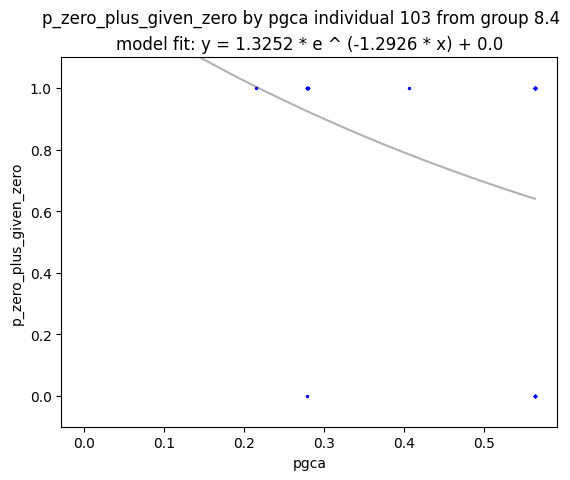 p_zero_plus_given_zero by pgca individual 103 from group 8.4
model fit: y = 1.3252 * e ^ (-1.2926 * x) + 0.0
1.0
0.8
0.6
0.4
0.2
0.0
p_zero_plus_given_zero
0.0 0.1 0.2 0.3 0.4 0.5
pgca